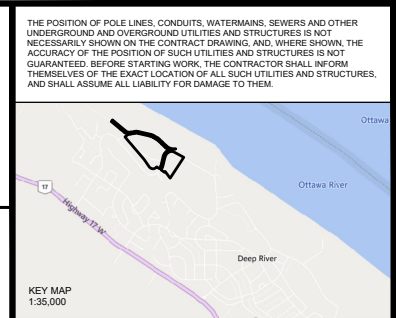 THE POSITION OF POLE LINES, CONDUITS, WATERMAINS, SEWERS AND OTHER
UNDERGROUND AND OVERGROUND UTILITIES AND STRUCTURES IS NOT
NECESSARILY SHOWN ON THE CONTRACT DRAWING, AND, WHERE SHOWN, THE
ACCURACY OF THE POSITION OF SUCH UTILITIES AND STRUCTURES IS NOT
GUARANTEED. BEFORE STARTING WORK, THE CONTRACTOR SHALL INFORM
THEMSELVES OF THE EXACT LOCATION OF ALL SUCH UTILITIES AND STRUCTURES,
AND SHALL ASSUME ALL LIABILITY FOR DAMAGE TO THEM.
Ottawa
Ottawa River
17
Highway 17 W
Deep River
KEY MAP
1:35,000